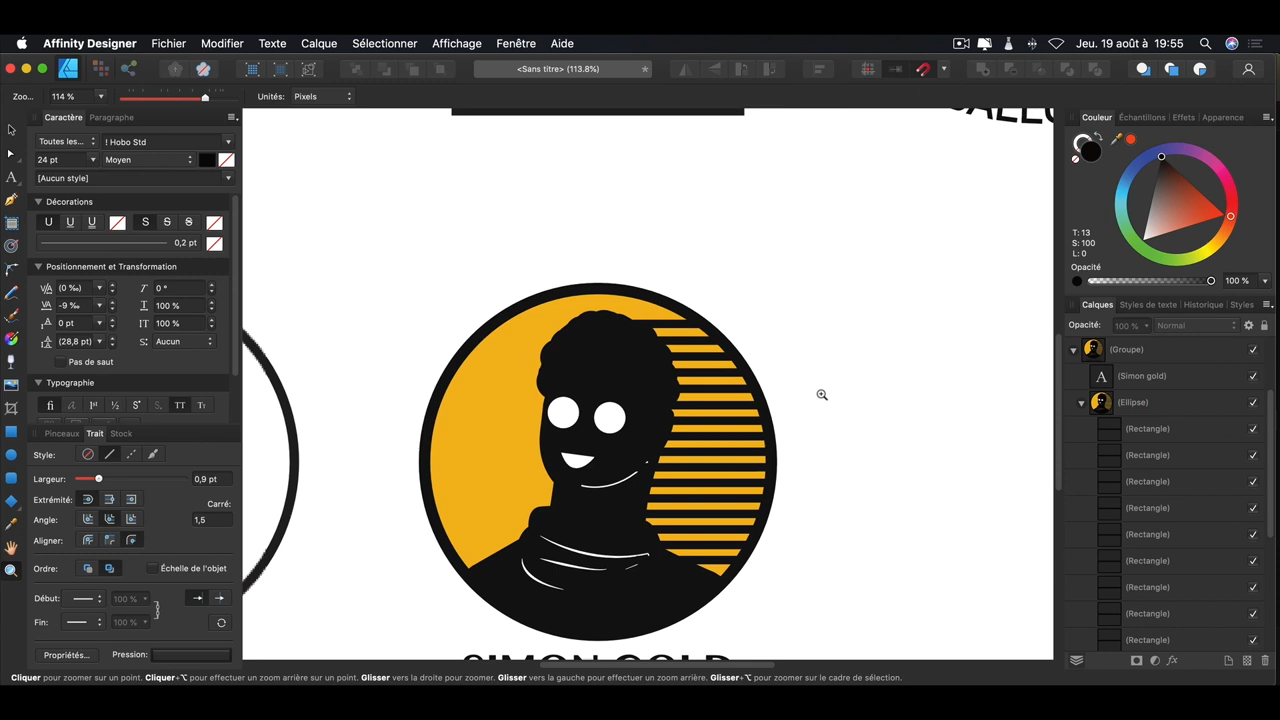 Affinity Designer Fichier Modifier Texte Calque Sélectionner Affichage Fenêtre Aide Jeu. 19 août à 19:55
<Sans titre> (113.8%)
Zoo... 114 % Unités: Pixels
Caractère Paragraphe
Toutes les... ! Hobo Std
24 pt Moyen
[Aucun style]
Décorations
U U U S S S
0,2 pt
Positionnement et Transformation
(0 ‰) 0 °
-9 ‰ 100 %
0 pt 100 %
(28,8 pt) Aucun
Pas de saut
Typographie
Pinceaux Trait Stock
Style:
Largeur: 0,9 pt
Extrémité: Carré:
Angle: 1,5
Aligner:
Ordre: Échelle de l'objet
Début: 100 %
Fin: 100 %
Propriétés... Pression:
SIMON GOLD
Couleur Échantillons Effets Apparence
T: 13
S: 100
L: 0
Opacité
100 %
Calques Styles de texte Historique Styles
Opacité: 100 % Normal
(Groupe)
A (Simon gold)
(Ellipse)
(Rectangle)
(Rectangle)
(Rectangle)
(Rectangle)
(Rectangle)
(Rectangle)
(Rectangle)
(Rectangle)
(Rectangle)
Cliquer pour zoomer sur un point. Cliquer+⌥ pour effectuer un zoom arrière sur un point. Glisser vers la droite pour zoomer. Glisser vers la gauche pour effectuer un zoom arrière. Glisser+⌥ pour zoomer sur le cadre de sélection.